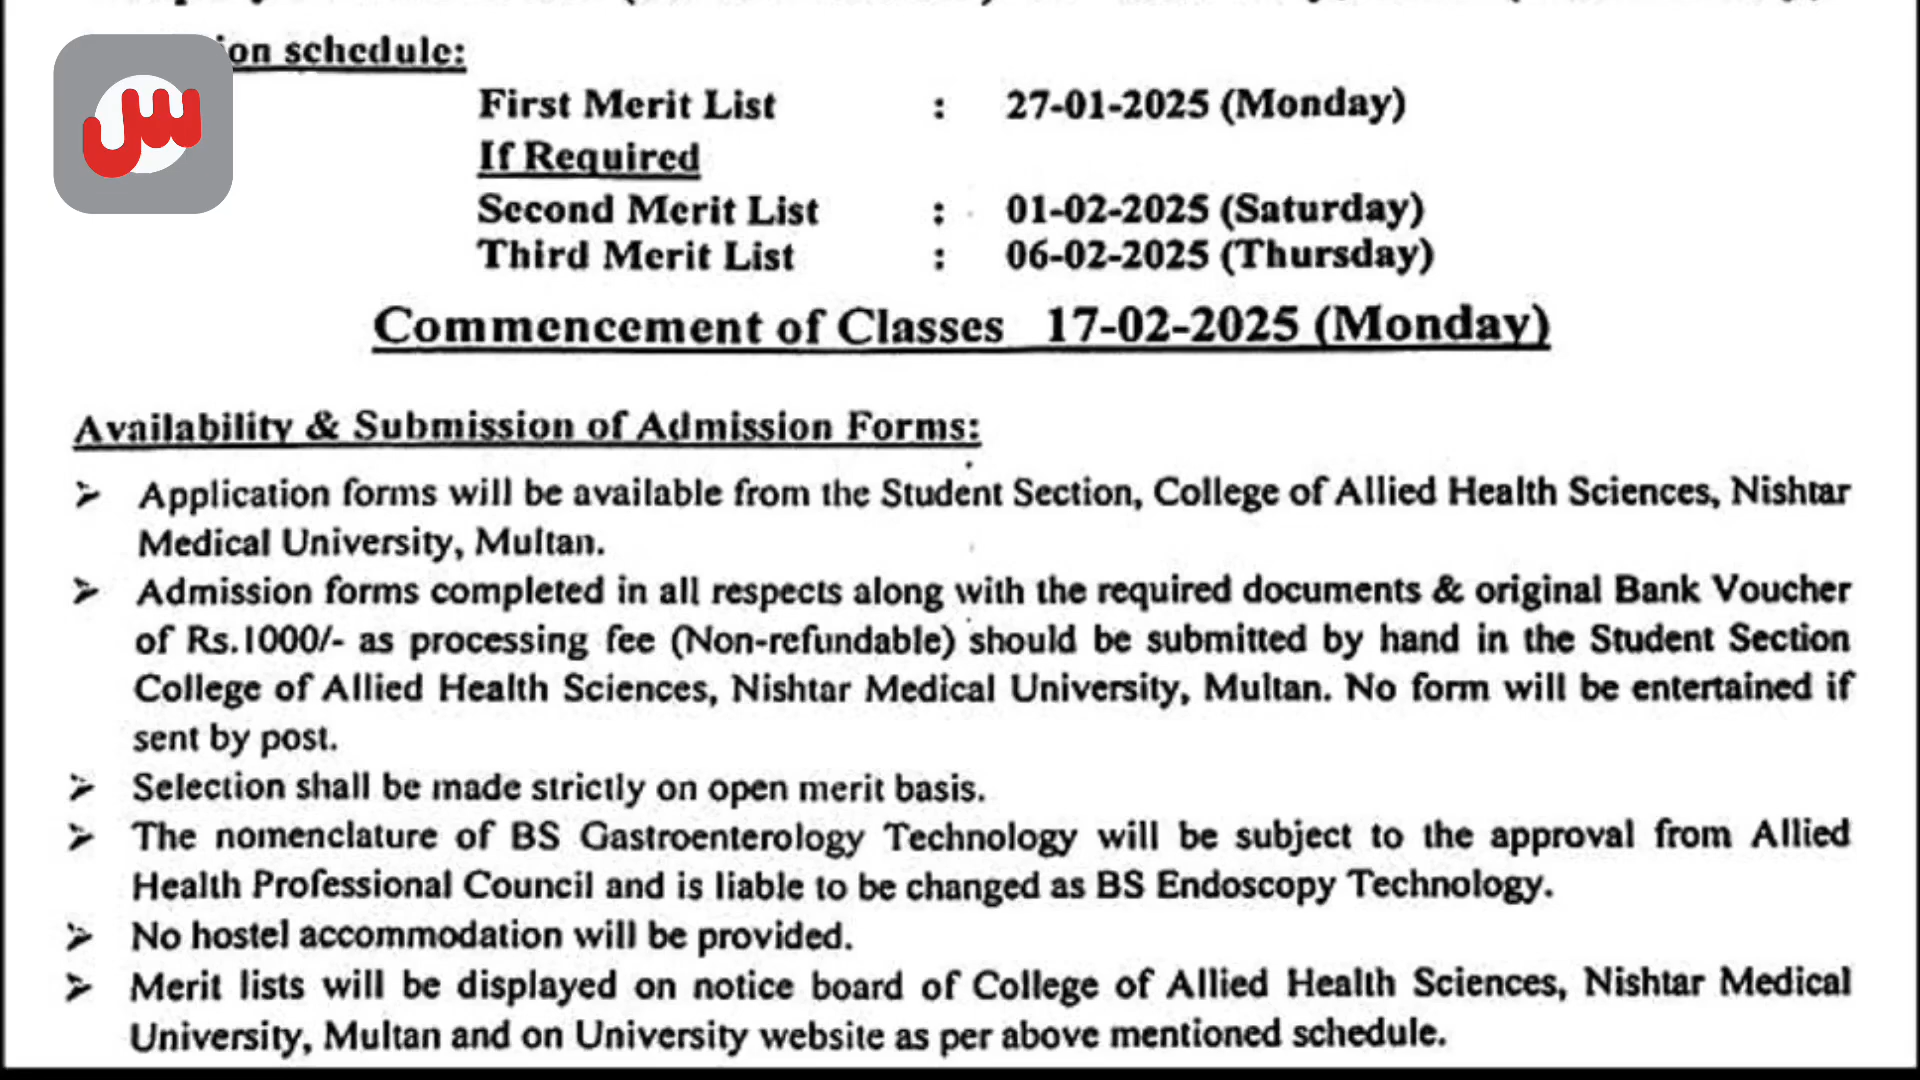 ion schedule:
First Merit List : 27-01-2025 (Monday)
If Required
Second Merit List : 01-02-2025 (Saturday)
Third Merit List : 06-02-2025 (Thursday)
Commencement of Classes 17-02-2025 (Monday)
Availability & Submission of Admission Forms:
➢ Application forms will be available from the Student Section, College of Allied Health Sciences, Nishtar
Medical University, Multan.
➢ Admission forms completed in all respects along with the required documents & original Bank Voucher
of Rs.1000/- as processing fee (Non-refundable) should be submitted by hand in the Student Section
College of Allied Health Sciences, Nishtar Medical University, Multan. No form will be entertained if
sent by post.
➢ Selection shall be made strictly on open merit basis.
➢ The nomenclature of BS Gastroenterology Technology will be subject to the approval from Allied
Health Professional Council and is liable to be changed as BS Endoscopy Technology.
➢ No hostel accommodation will be provided.
➢ Merit lists will be displayed on notice board of College of Allied Health Sciences, Nishtar Medical
University, Multan and on University website as per above mentioned schedule.